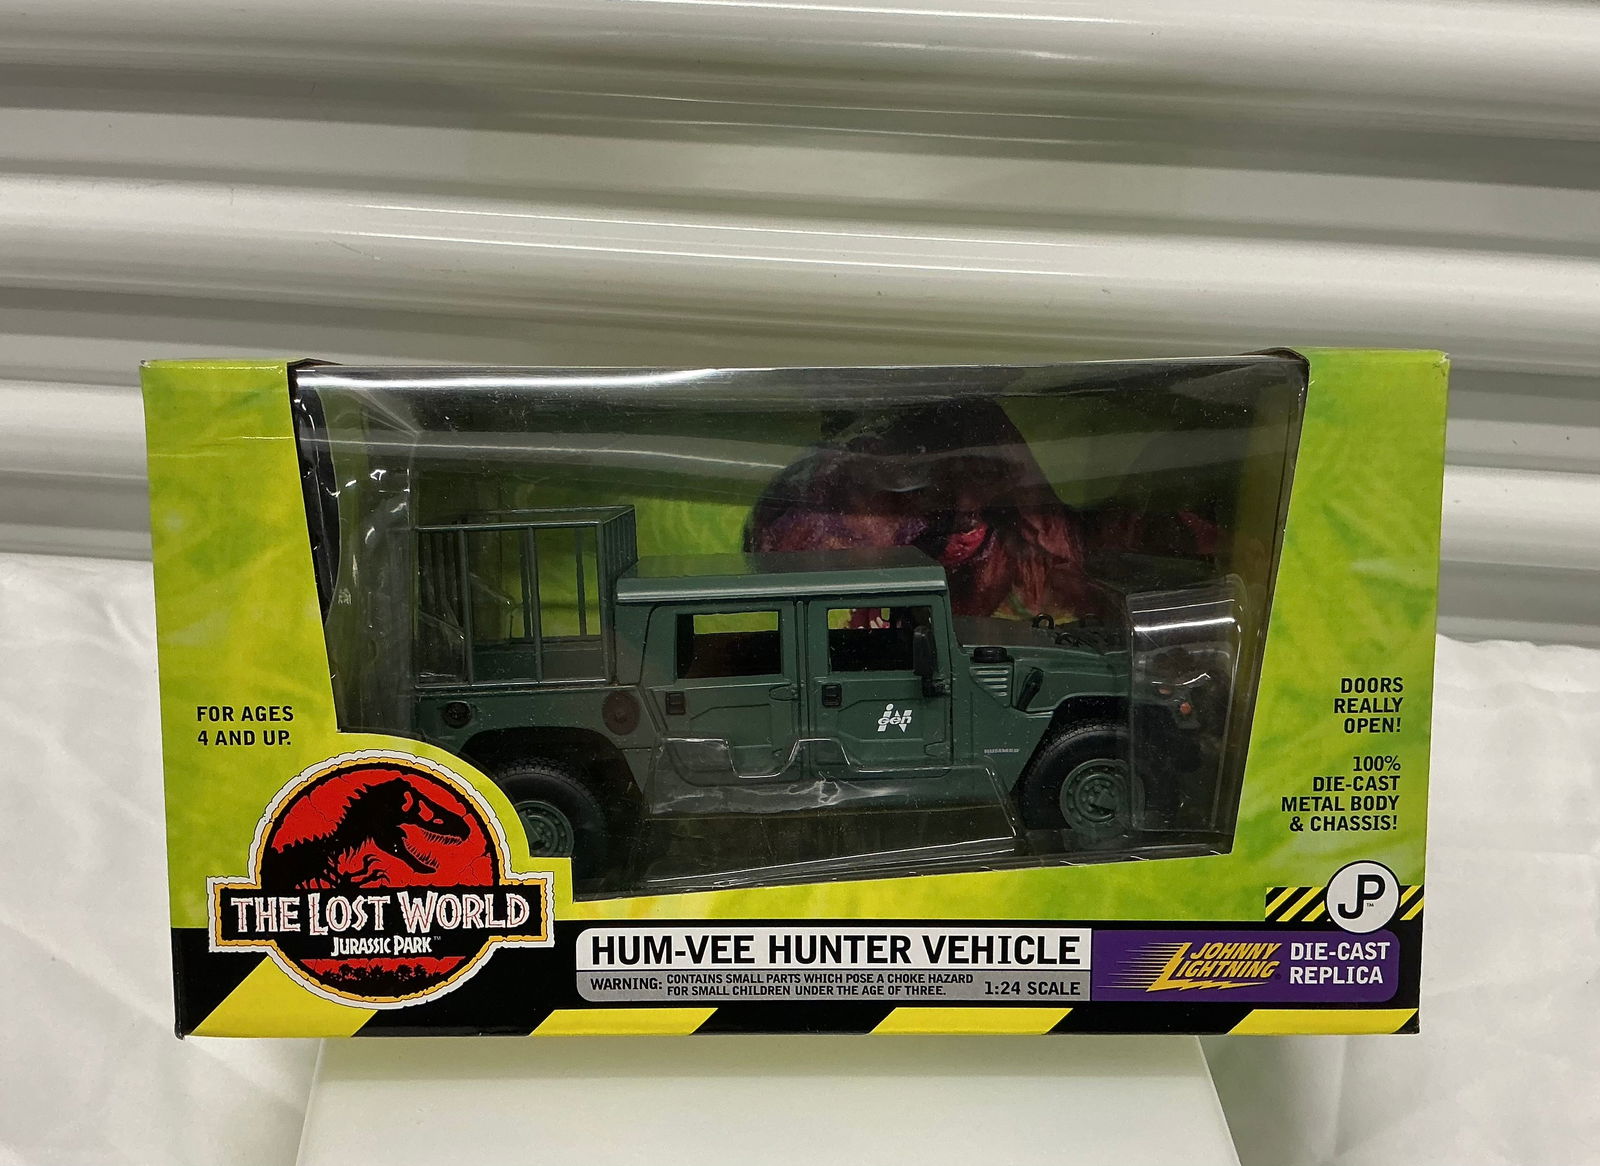 FOR AGES
4 AND UP.
InGen
HUMMER
DOORS
REALLY
OPEN!
100%
DIE-CAST
METAL BODY
& CHASSIS!
JP™
THE LOST WORLD
JURASSIC PARK™
HUM-VEE HUNTER VEHICLE
WARNING: CONTAINS SMALL PARTS WHICH POSE A CHOKE HAZARD
FOR SMALL CHILDREN UNDER THE AGE OF THREE.
1:24 SCALE
JOHNNY
LIGHTNING®
DIE-CAST
REPLICA